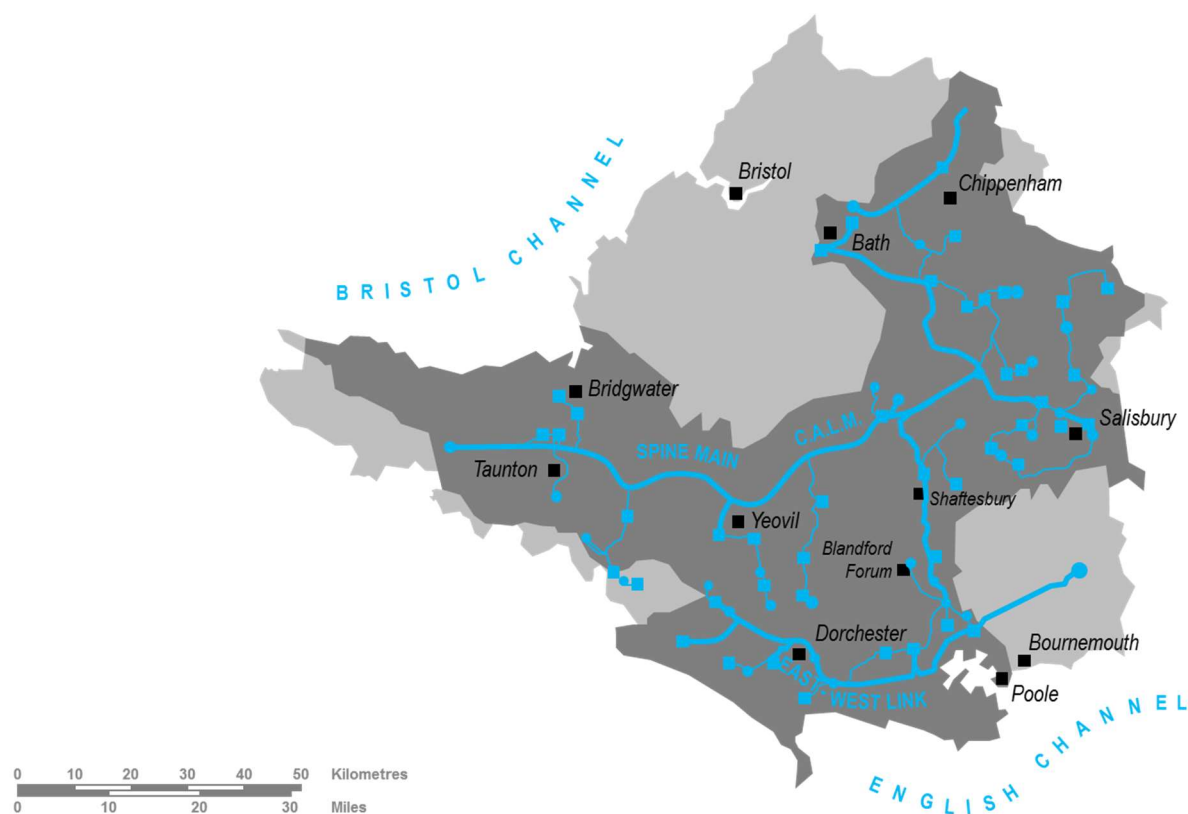 BRISTOL CHANNEL
Bristol
Chippenham
Bath
Bridgwater
Taunton
SPINE MAIN
C.A.L.M.
Salisbury
Shaftesbury
Yeovil
Blandford
Forum
Dorchester
EAST-WEST LINK
Bournemouth
Poole
ENGLISH CHANNEL
0 10 20 30 40 50 Kilometres
0 10 20 30 Miles